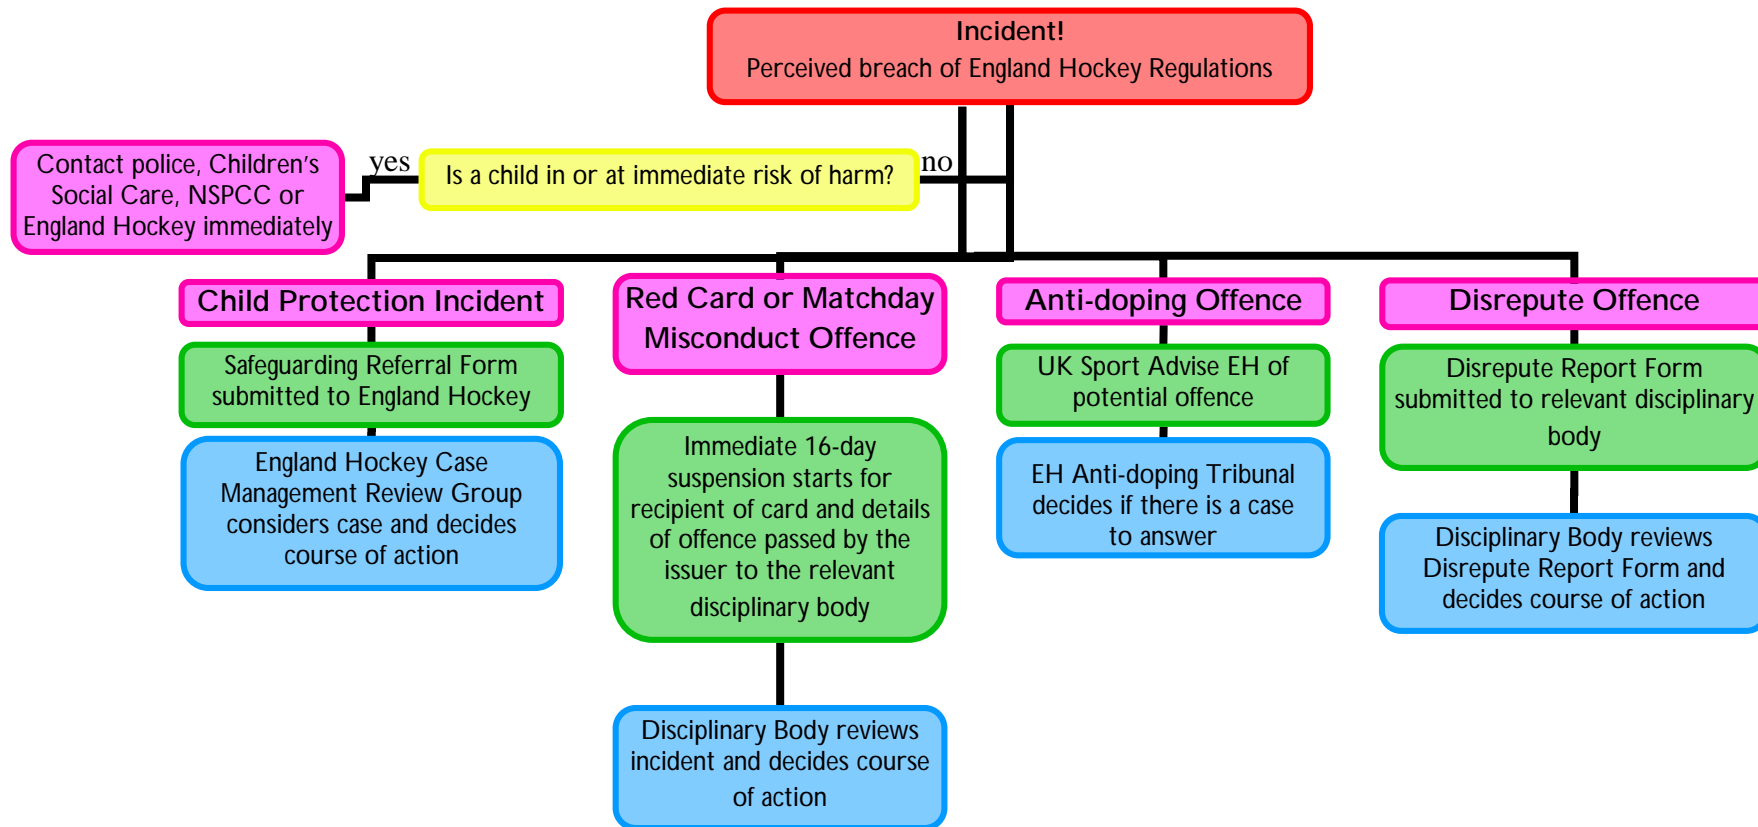 Incident!
Perceived breach of England Hockey Regulations
Contact police, Children's
Social Care, NSPCC or
England Hockey immediately
yes
Is a child in or at immediate risk of harm?
no
Child Protection Incident
Safeguarding Referral Form
submitted to England Hockey
England Hockey Case
Management Review Group
considers case and decides
course of action
Red Card or Matchday
Misconduct Offence
Immediate 16-day
suspension starts for
recipient of card and details
of offence passed by the
issuer to the relevant
disciplinary body
Disciplinary Body reviews
incident and decides course
of action
Anti-doping Offence
UK Sport Advise EH of
potential offence
EH Anti-doping Tribunal
decides if there is a case
to answer
Disrepute Offence
Disrepute Report Form
submitted to relevant disciplinary
body
Disciplinary Body reviews
Disrepute Report Form and
decides course of action